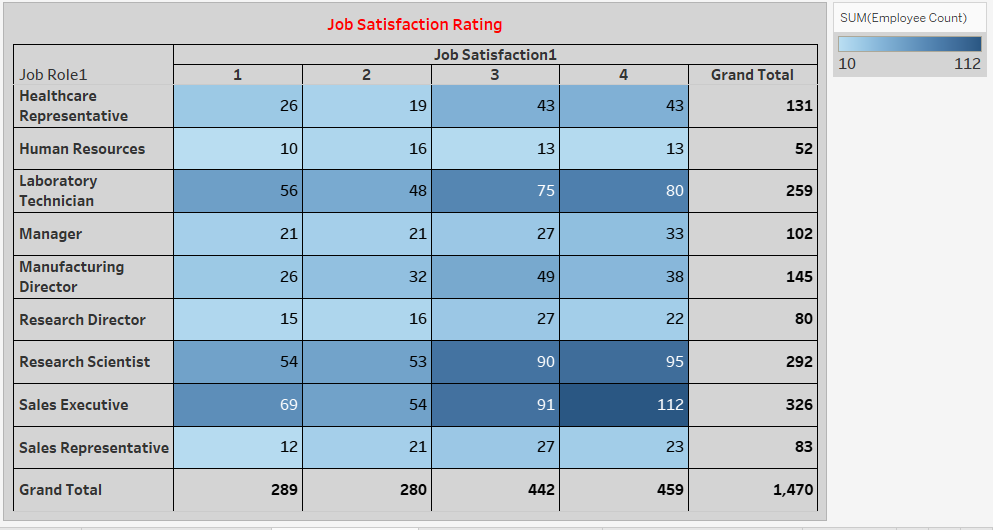 Job Satisfaction Rating
SUM(Employee Count)
10 112
Job Satisfaction1
Job Role1 1 2 3 4 Grand Total
Healthcare
Representative 26 19 43 43 131
Human Resources 10 16 13 13 52
Laboratory
Technician 56 48 75 80 259
Manager 21 21 27 33 102
Manufacturing
Director 26 32 49 38 145
Research Director 15 16 27 22 80
Research Scientist 54 53 90 95 292
Sales Executive 69 54 91 112 326
Sales Representative 12 21 27 23 83
Grand Total 289 280 442 459 1,470